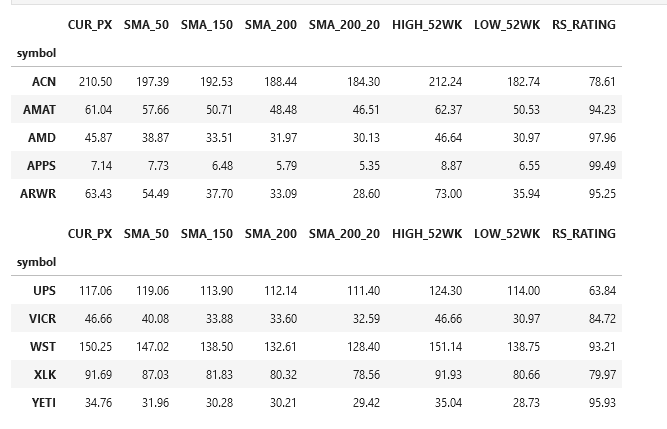 CUR_PX SMA_50 SMA_150 SMA_200 SMA_200_20 HIGH_52WK LOW_52WK RS_RATING
symbol
ACN 210.50 197.39 192.53 188.44 184.30 212.24 182.74 78.61
AMAT 61.04 57.66 50.71 48.48 46.51 62.37 50.53 94.23
AMD 45.87 38.87 33.51 31.97 30.13 46.64 30.97 97.96
APPS 7.14 7.73 6.48 5.79 5.35 8.87 6.55 99.49
ARWR 63.43 54.49 37.70 33.09 28.60 73.00 35.94 95.25
CUR_PX SMA_50 SMA_150 SMA_200 SMA_200_20 HIGH_52WK LOW_52WK RS_RATING
symbol
UPS 117.06 119.06 113.90 112.14 111.40 124.30 114.00 63.84
VICR 46.66 40.08 33.88 33.60 32.59 46.66 30.97 84.72
WST 150.25 147.02 138.50 132.61 128.40 151.14 138.75 93.21
XLK 91.69 87.03 81.83 80.32 78.56 91.93 80.66 79.97
YETI 34.76 31.96 30.28 30.21 29.42 35.04 28.73 95.93